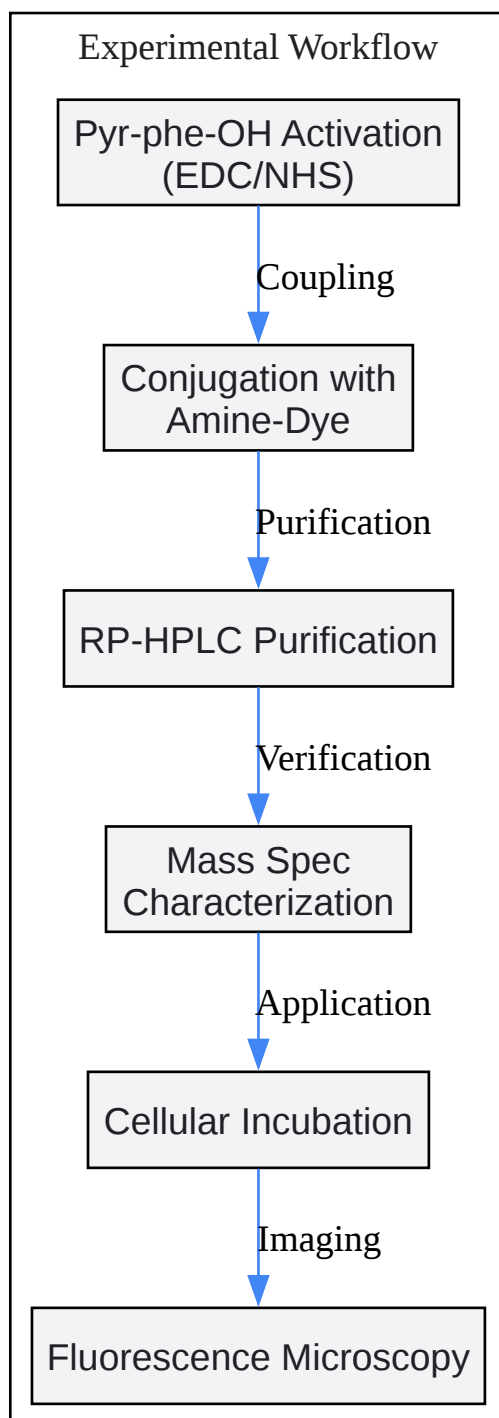 Experimental Workflow
Pyr-phe-OH Activation
(EDC/NHS)
Coupling
Conjugation with
Amine-Dye
Purification
RP-HPLC Purification
Verification
Mass Spec
Characterization
Application
Cellular Incubation
Imaging
Fluorescence Microscopy